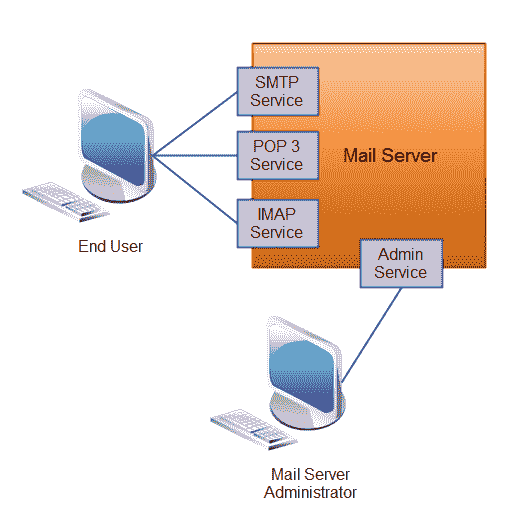 SMTP
Service
POP 3
Service
Mail Server
IMAP
Service
End User
Admin
Service
Mail Server
Administrator